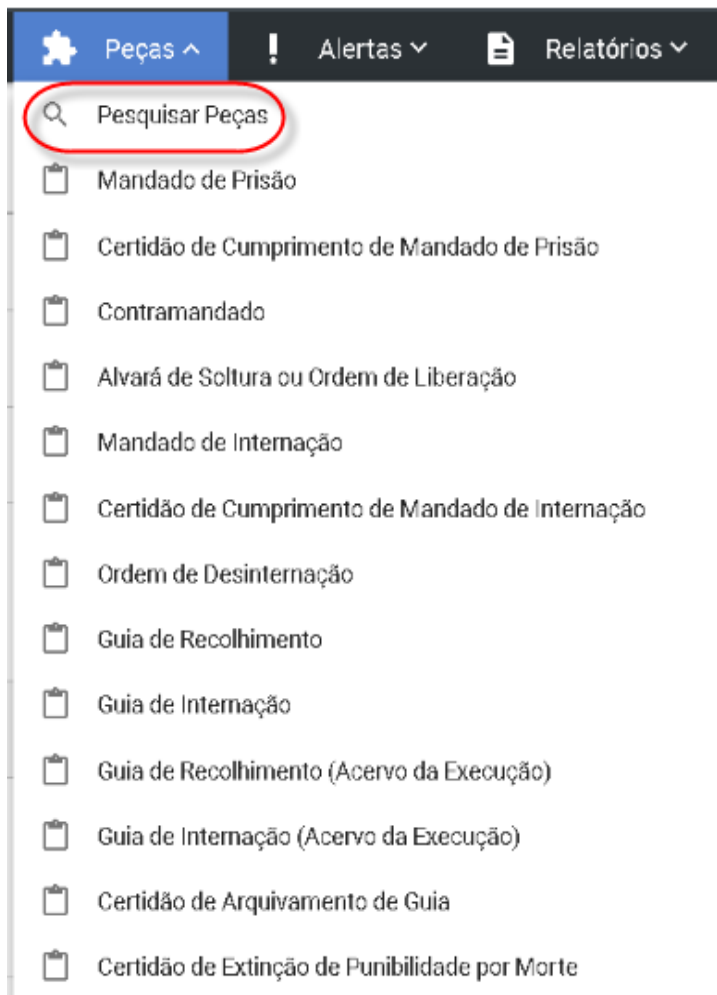 Peças Alertas Relatórios
Pesquisar Peças
Mandado de Prisão
Certidão de Cumprimento de Mandado de Prisão
Contramandado
Alvará de Soltura ou Ordem de Liberação
Mandado de Internação
Certidão de Cumprimento de Mandado de Internação
Ordem de Desinternação
Guia de Recolhimento
Guia de Internação
Guia de Recolhimento (Acervo da Execução)
Guia de Internação (Acervo da Execução)
Certidão de Arquivamento de Guia
Certidão de Extinção de Punibilidade por Morte